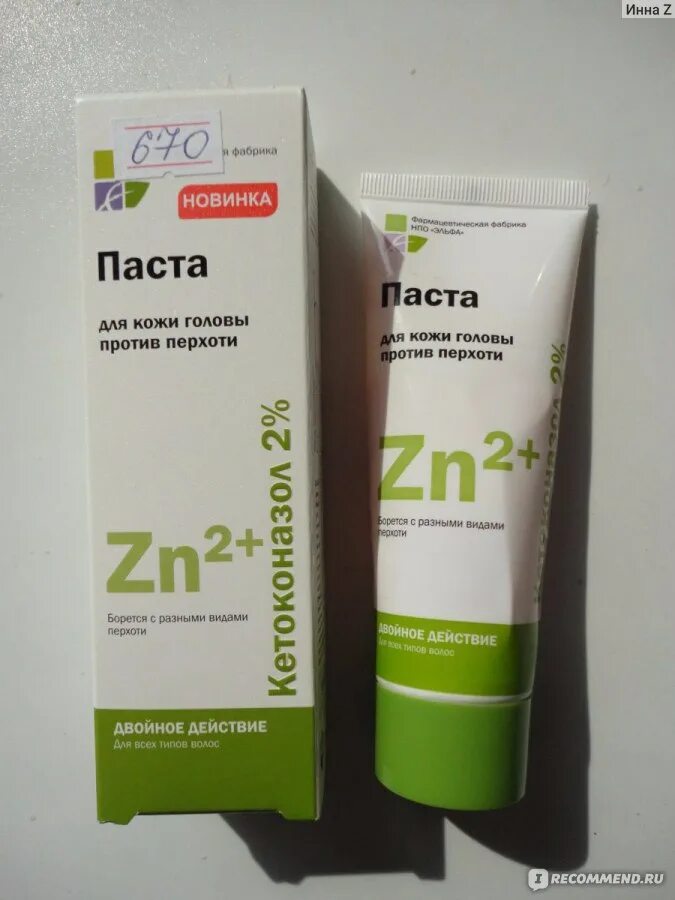 Инна Z
670
я фабрика
НОВИНКА
Паста
для кожи головы
против перхоти
Кетоконазол 2%
Zn2+
Борется с разными видами
перхоти
ДВОЙНОЕ ДЕЙСТВИЕ
Для всех типов волос
Фармацевтическая фабрика
НПО «ЭЛЬФА»
Паста
для кожи головы
против перхоти
Кетоконазол 2%
Zn2+
Борется с разными видами
перхоти
ДВОЙНОЕ ДЕЙСТВИЕ
Для всех типов волос
IRECOMMEND.RU